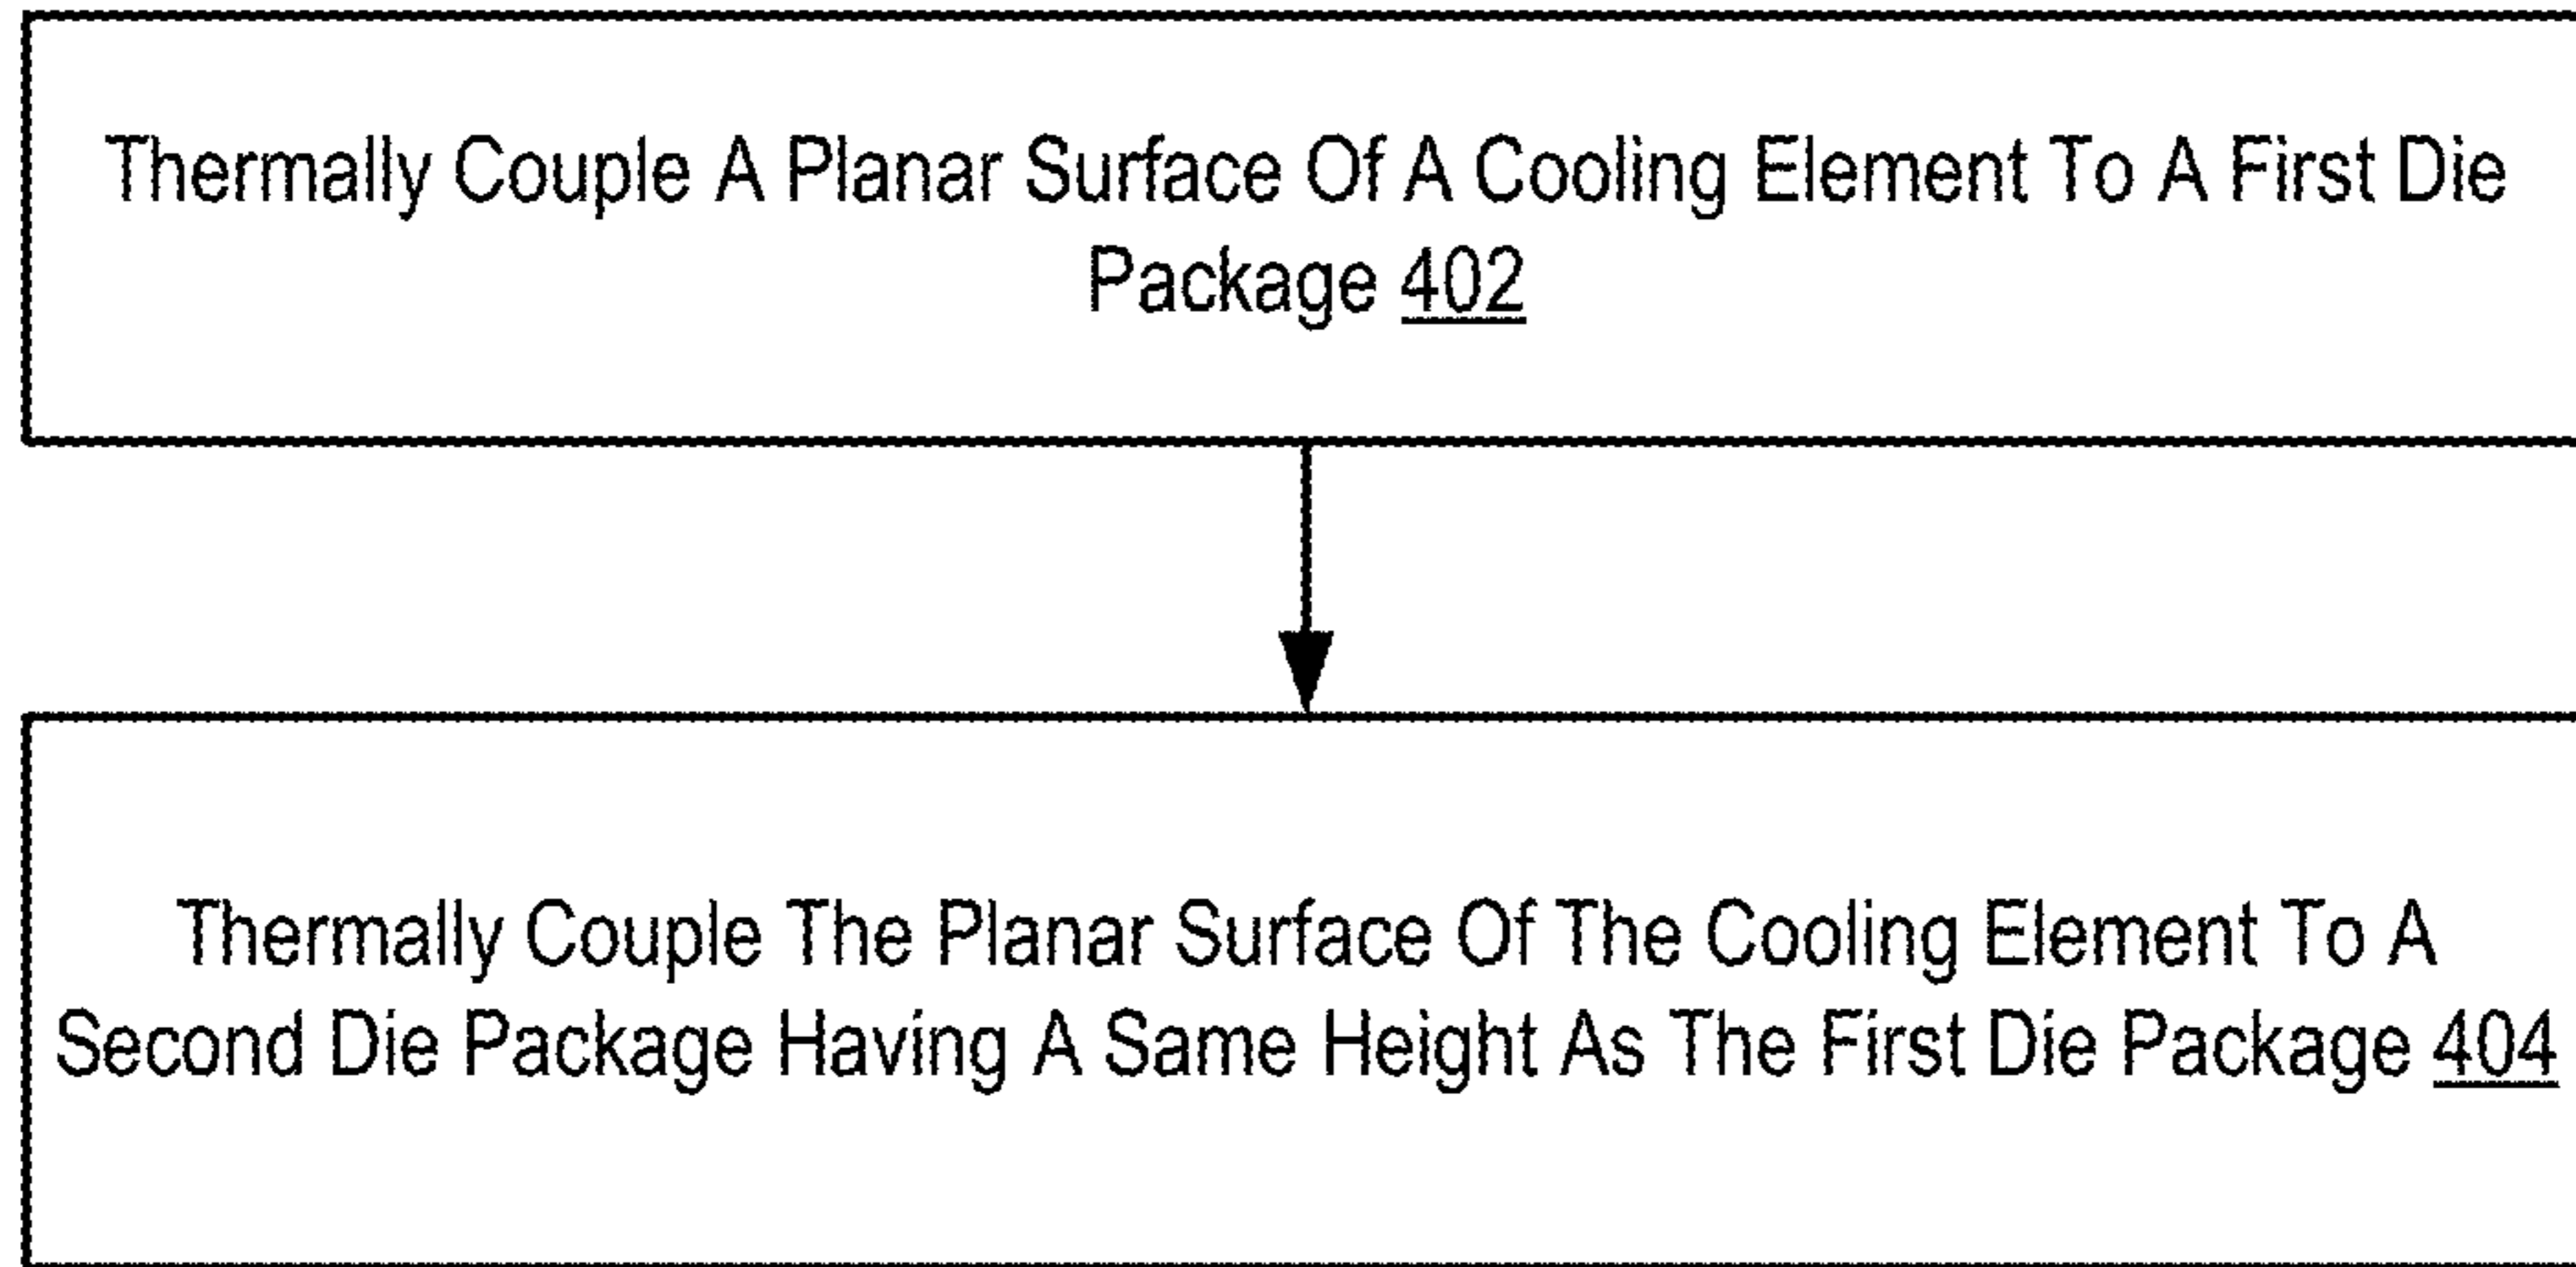 Thermally Couple A Planar Surface Of A Cooling Element To A First Die
Package 402
Thermally Couple The Planar Surface Of The Cooling Element To A
Second Die Package Having A Same Height As The First Die Package 404